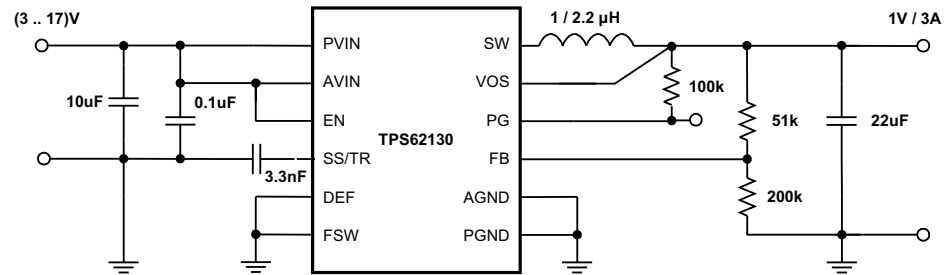 (3 .. 17)V
1 / 2.2 µH
1V / 3A
PVIN
SW
AVIN
VOS
10uF
0.1uF
100k
EN
PG
51k
22uF
TPS62130
SS/TR
FB
3.3nF
DEF
AGND
200k
FSW
PGND